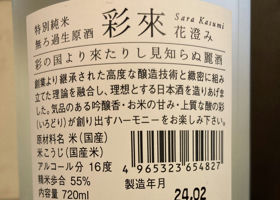 特別純米
無ろ過生原酒
彩來
Sara Kasumi
花澄み
彩の国より來たりし見知らぬ麗酒
創業より継承された高度な醸造技術と緻密に組み
立てた理論を融合し、理想とする日本酒を造りあげ
ました。気品のある吟醸香・お米の甘み・上質な酸の彩
(いろどり)が創り出すハーモニーをお楽しみ下さい。
原材料名 米(国産)
米こうじ(国産米)
アルコール分 16度
精米歩合 55%
内容量 720ml
4 965323 654827
製造年月
24.02